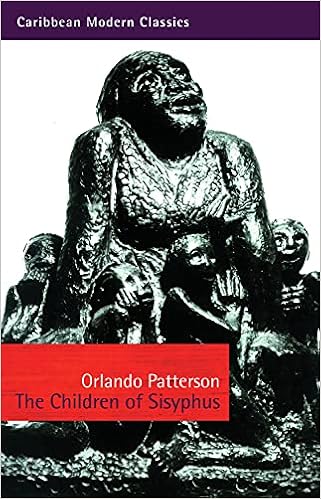 Caribbean Modern Classics
Orlando Patterson
The Children of Sisyphus